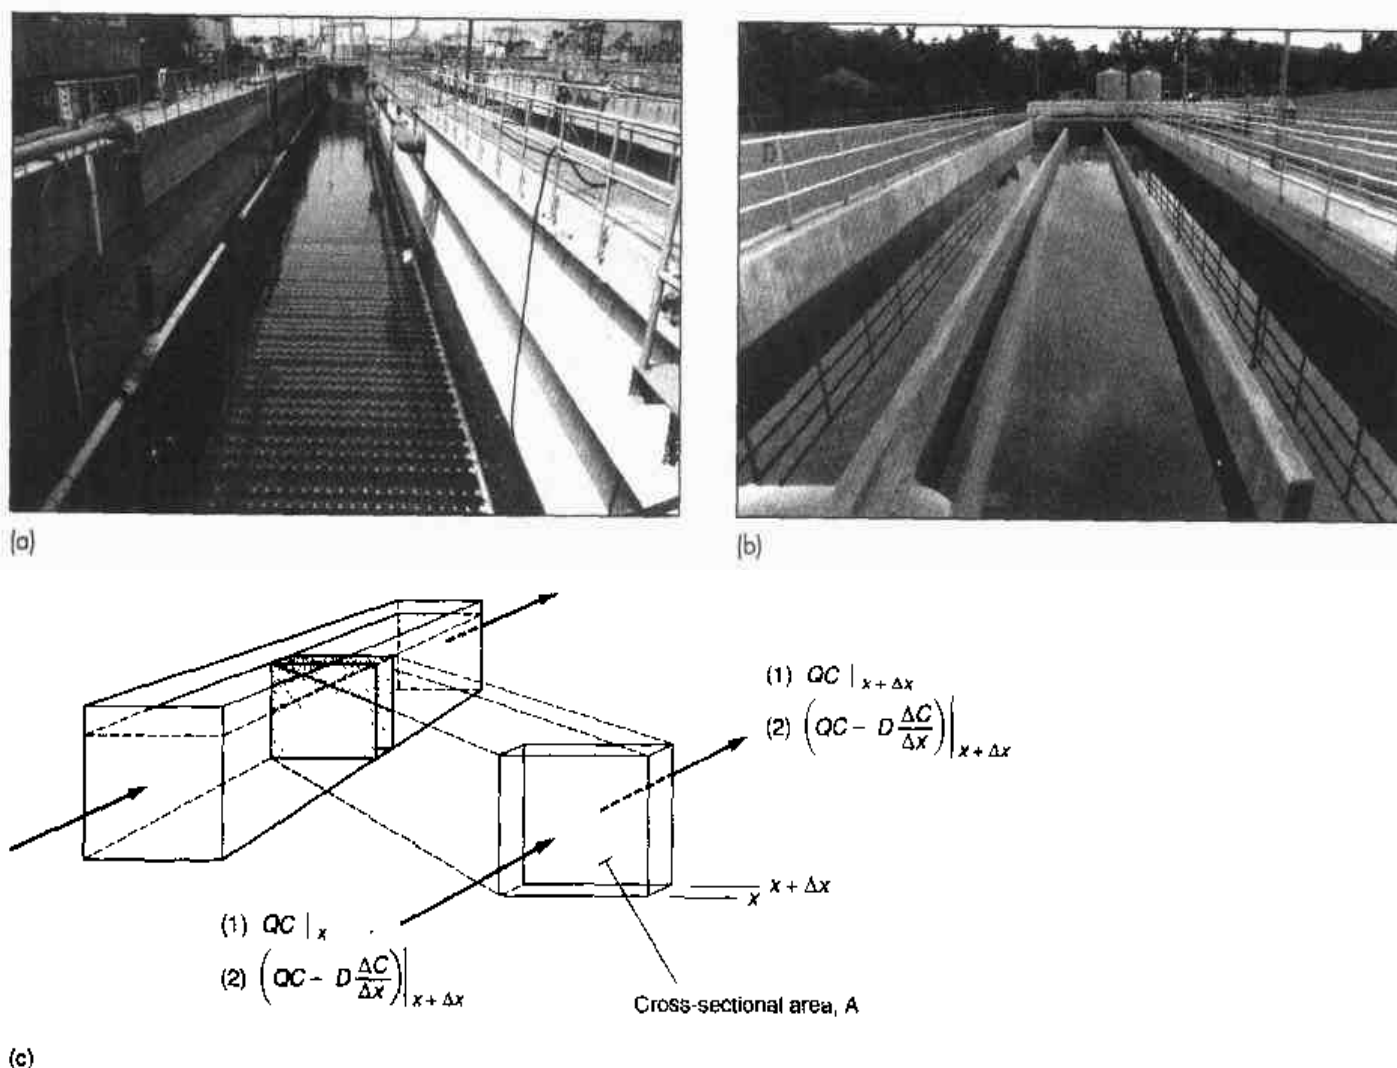 (a)
(b)
(1) QC |ₓ ₊ Δₓ
(2) (QC − D ΔC/Δx)|ₓ ₊ Δₓ
x + Δx
x
(1) QC |ₓ
(2) (QC − D ΔC/Δx)|ₓ ₊ Δₓ
Cross-sectional area, A
(c)